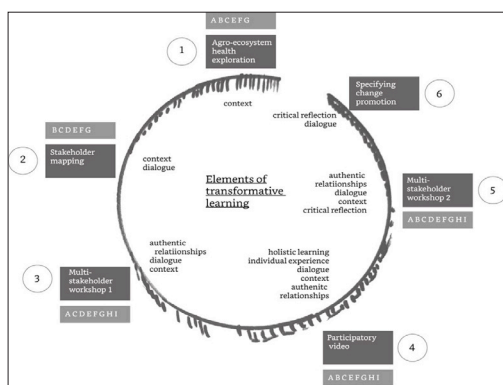 A B C E F G
1
Agro-ecosystem
health
exploration
context
6
Specifying
change
promotion
critical reflection
dialogue
B C D E F G
2
Stakeholder
mapping
context
dialogue
Elements of
transformative
learning
authentic
relatiionships
dialogue
context
critical reflection
Multi-
stakeholder
workshop 2
5
A B C D E F G H I
authentic
relatiionships
dialogue
context
3
Multi-
stakeholder
workshop 1
A C D E F G H I
holistic learning
individual experience
dialogue
context
authenitc
relationships
Participatory
video
4
A B C E F G H I